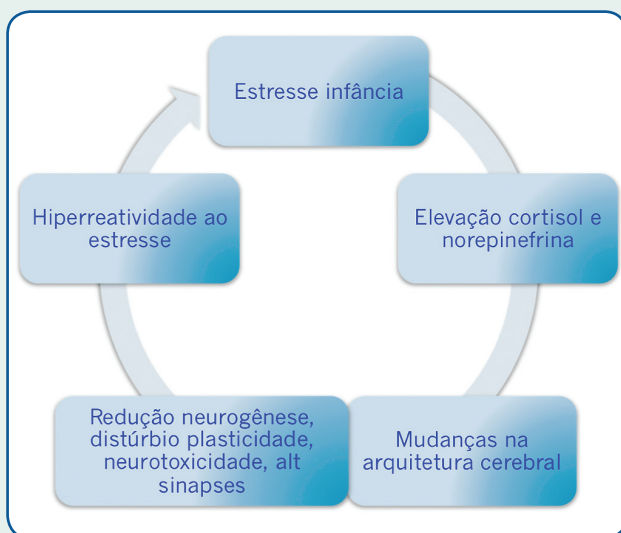 Estresse infância
Elevação cortisol e
norepinefrina
Mudanças na
arquitetura cerebral
Redução neurogênese,
distúrbio plasticidade,
neurotoxicidade, alt
sinapses
Hiperreatividade ao
estresse